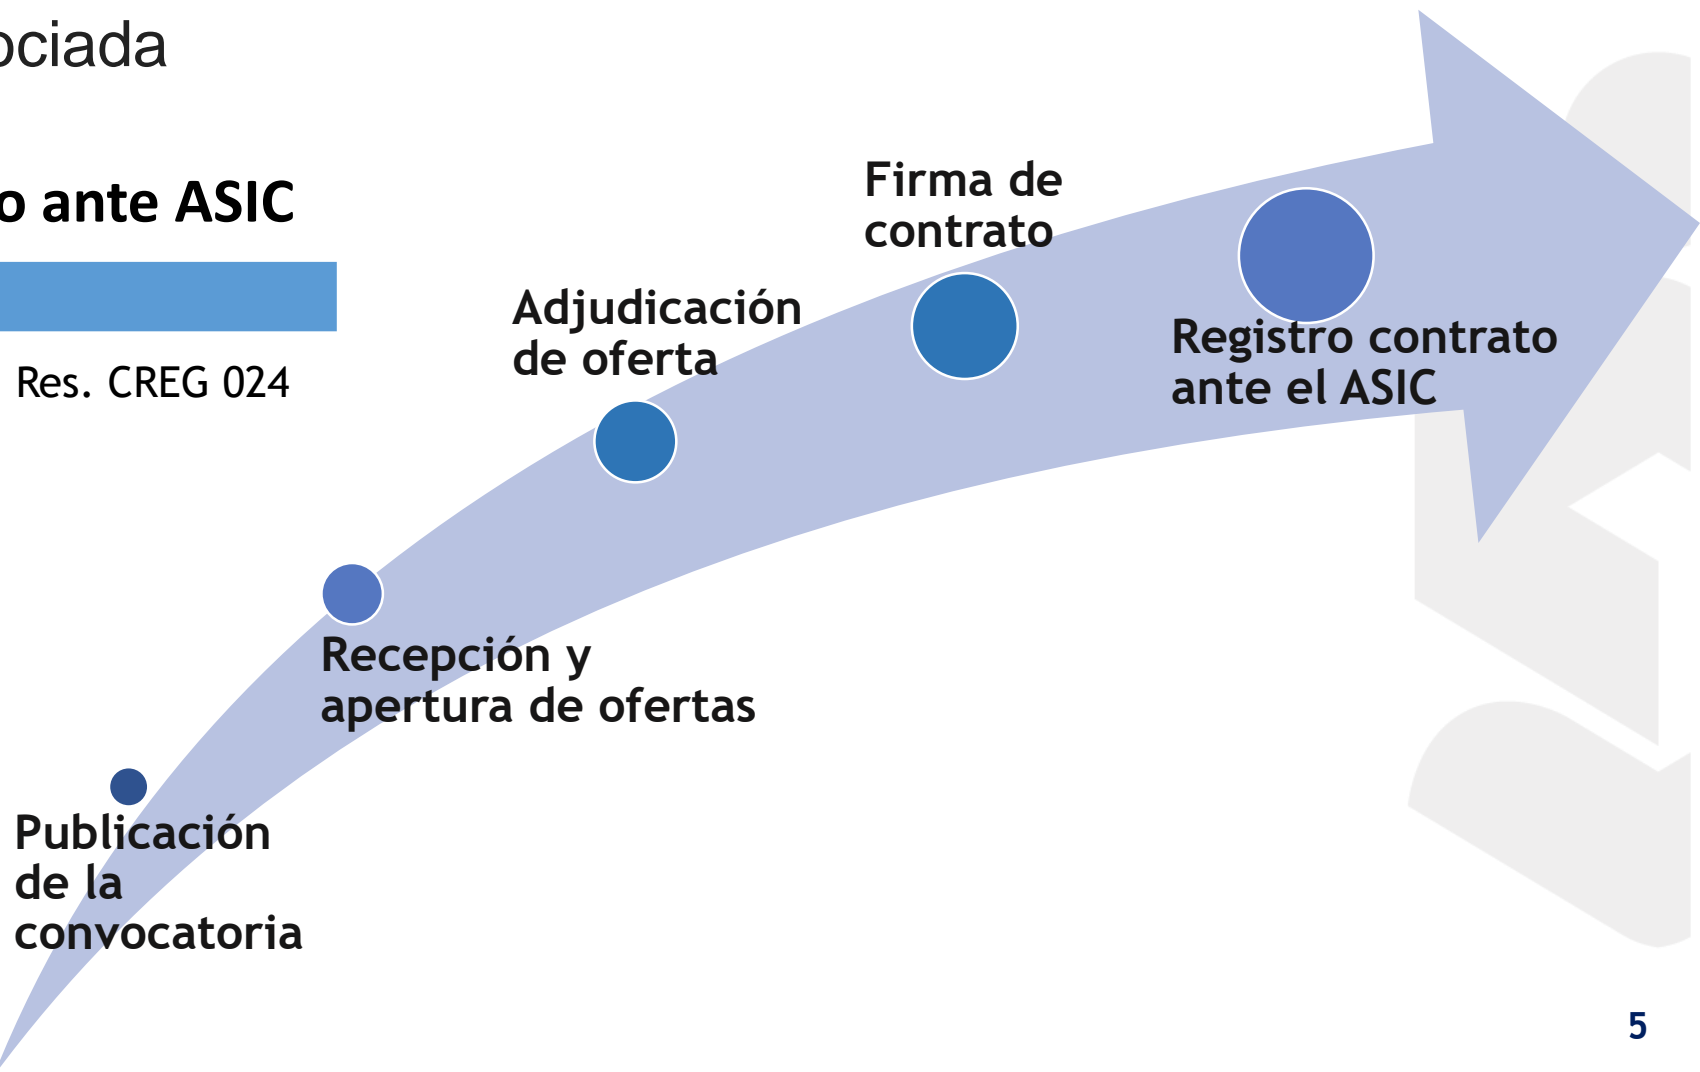 ociada
o ante ASIC
Res. CREG 024
Firma de
contrato
Adjudicación
de oferta
Registro contrato
ante el ASIC
Recepción y
apertura de ofertas
Publicación
de la
convocatoria
5